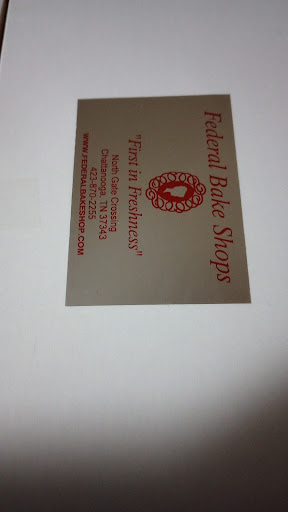 Federal Bake Shops
"First in Freshness"
North Gate Crossing
Chattanooga, TN 37343
423-870-2255
WWW.FEDERALBAKESHOP.COM